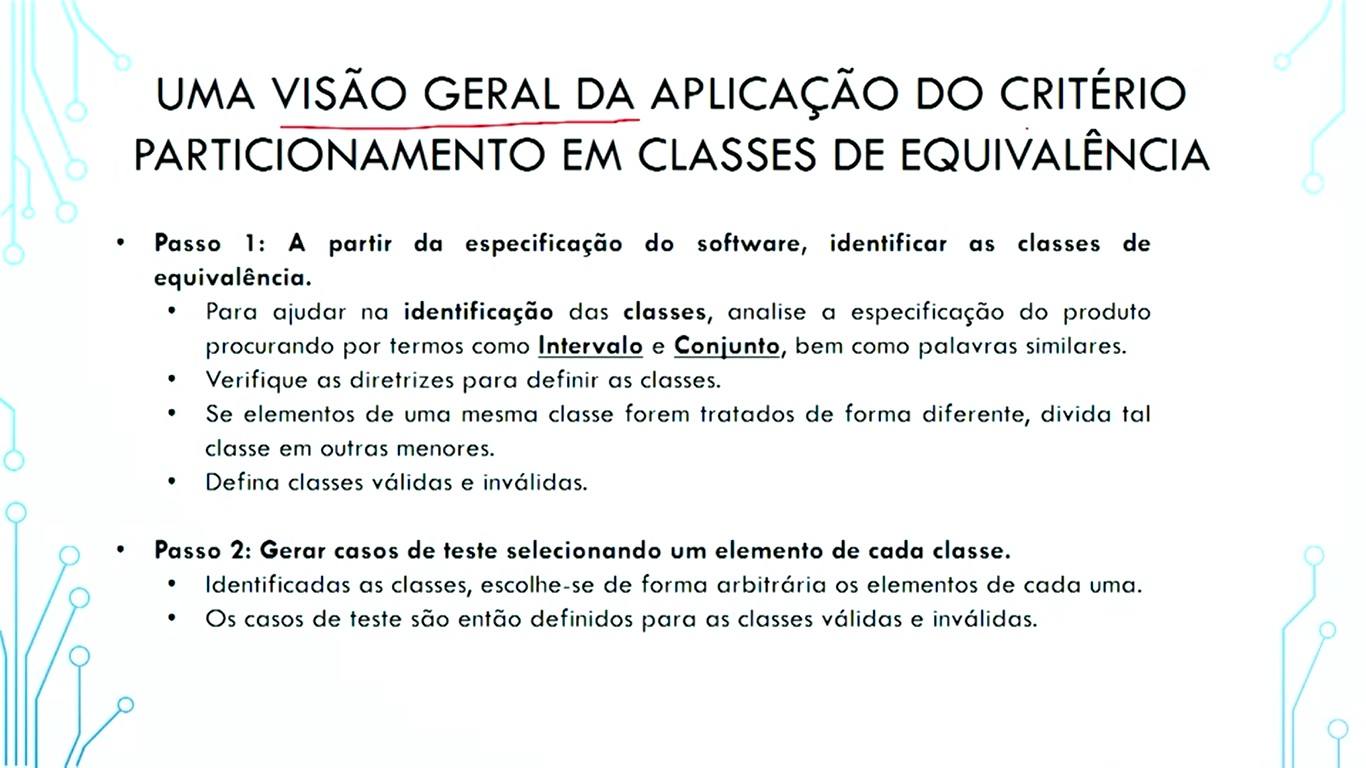 UMA VISÃO GERAL DA APLICAÇÃO DO CRITÉRIO
PARTICIONAMENTO EM CLASSES DE EQUIVALÊNCIA
• Passo 1: A partir da especificação do software, identificar as classes de
equivalência.
• Para ajudar na identificação das classes, analise a especificação do produto
procurando por termos como Intervalo e Conjunto, bem como palavras similares.
• Verifique as diretrizes para definir as classes.
• Se elementos de uma mesma classe forem tratados de forma diferente, divida tal
classe em outras menores.
• Defina classes válidas e inválidas.
• Passo 2: Gerar casos de teste selecionando um elemento de cada classe.
• Identificadas as classes, escolhe-se de forma arbitrária os elementos de cada uma.
• Os casos de teste são então definidos para as classes válidas e inválidas.